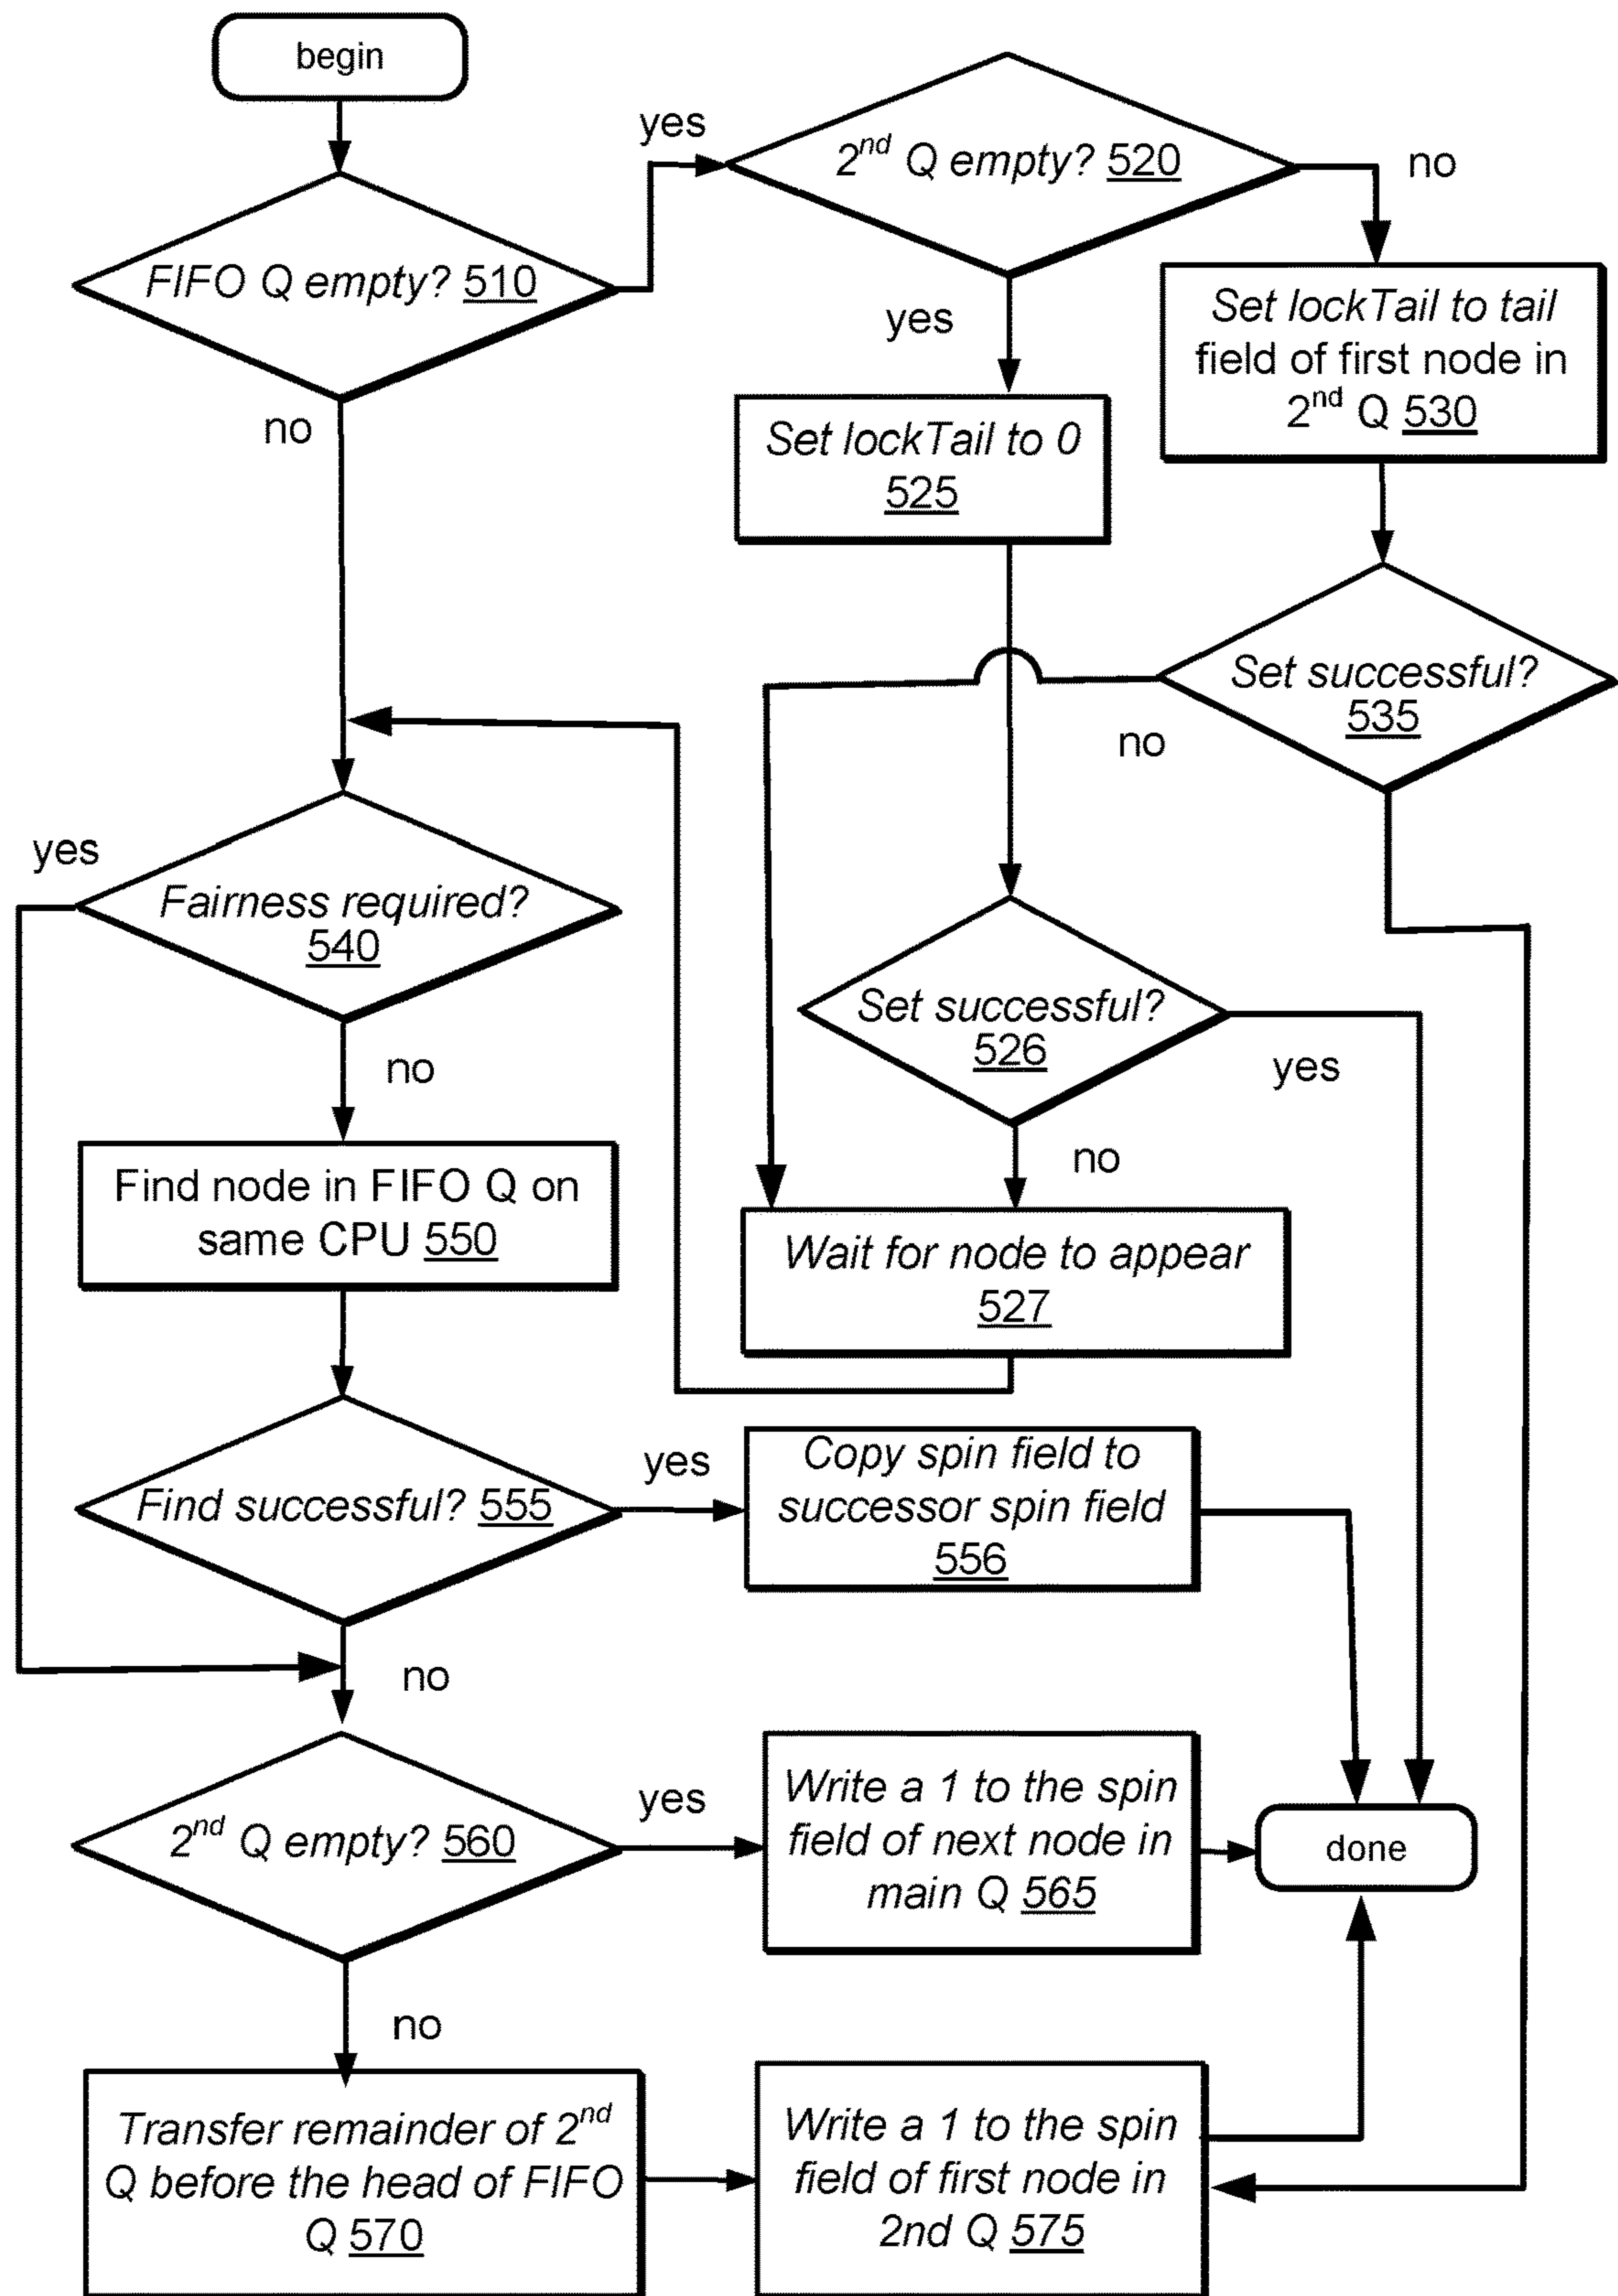 begin
yes
2nd Q empty? 520
no
FIFO Q empty? 510
Set lockTail to tail
field of first node in
2nd Q 530
yes
no
Set lockTail to 0
525
Set successful?
535
no
yes
Fairness required?
540
Set successful?
526
yes
no
no
Find node in FIFO Q on
same CPU 550
Wait for node to appear
527
Find successful? 555
yes
Copy spin field to
successor spin field
556
no
2nd Q empty? 560
yes
Write a 1 to the spin
field of next node in
main Q 565
done
no
Transfer remainder of 2nd
Q before the head of FIFO
Q 570
Write a 1 to the spin
field of first node in
2nd Q 575